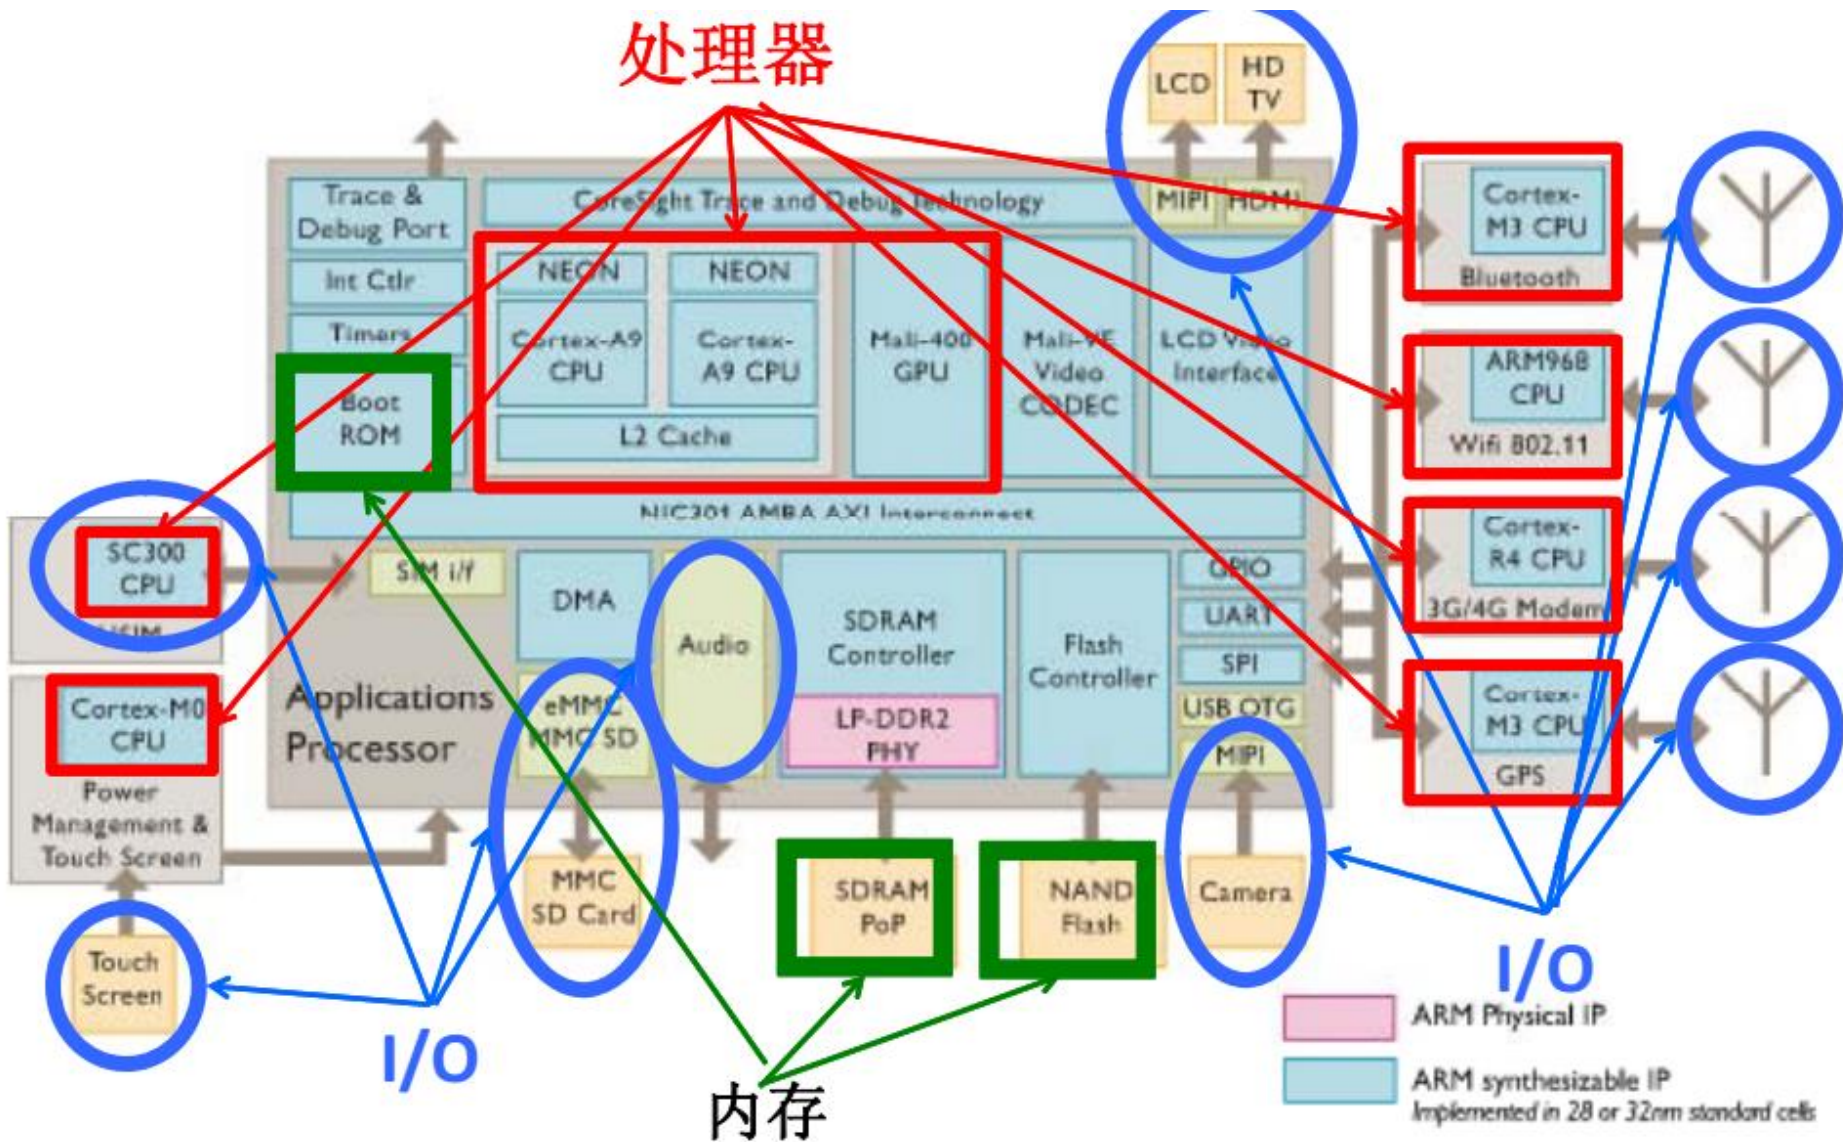 处理器
LCD
HD
TV
Trace &
Debug Port
CoreSight Trace and Debug Technology
MIPI
HDMI
Cortex-
M3 CPU
Bluetooth
Int Ctlr
NEON
NEON
Timers
Cortex-A9
CPU
Cortex-
A9 CPU
Mali-400
GPU
Mali-VE
Video
CODEC
LCD Video
Interface
ARM968
CPU
Wifi 802.11
Boot
ROM
L2 Cache
NIC301 AMBA AXI Interconnect
Cortex-
R4 CPU
3G/4G Modem
SC300
CPU
USIM
SIM i/f
DMA
Audio
SDRAM
Controller
Flash
Controller
GPIO
UART
SPI
USB OTG
MIPI
Cortex-
M3 CPU
GPS
Cortex-M0
CPU
Power
Management &
Touch Screen
Applications
Processor
eMMC
MMC SD
LP-DDR2
PHY
MMC
SD Card
SDRAM
PoP
NAND
Flash
Camera
Touch
Screen
I/O
I/O
内存
ARM Physical IP
ARM synthesizable IP
Implemented in 28 or 32nm standard cells